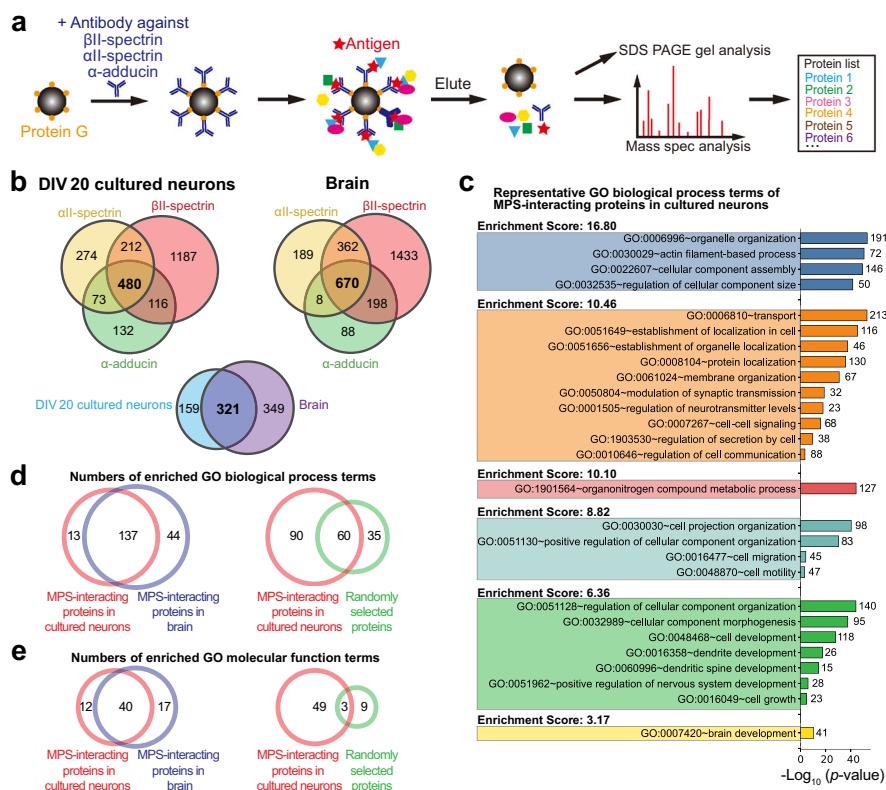 a
+ Antibody against
βII-spectrin
αII-spectrin
α-adducin
Protein G
Antigen
Elute
SDS PAGE gel analysis
Mass spec analysis
Protein list
Protein 1
Protein 2
Protein 3
Protein 4
Protein 5
Protein 6
...
b
DIV 20 cultured neurons
αII-spectrin
βII-spectrin
274
212
1187
480
73
116
132
α-adducin
Brain
αII-spectrin
βII-spectrin
189
362
1433
670
8
198
88
α-adducin
DIV 20 cultured neurons
159
321
349
Brain
c
Representative GO biological process terms of
MPS-interacting proteins in cultured neurons
Enrichment Score: 16.80
GO:0006996~organelle organization 191
GO:0030029~actin filament-based process 72
GO:0022607~cellular component assembly 146
GO:0032535~regulation of cellular component size 50
Enrichment Score: 10.46
GO:0006810~transport 213
GO:0051649~establishment of localization in cell 116
GO:0051656~establishment of organelle localization 46
GO:0008104~protein localization 130
GO:0061024~membrane organization 67
GO:0050804~modulation of synaptic transmission 32
GO:0001505~regulation of neurotransmitter levels 23
GO:0007267~cell-cell signaling 68
GO:1903530~regulation of secretion by cell 38
GO:0010646~regulation of cell communication 88
Enrichment Score: 10.10
GO:1901564~organonitrogen compound metabolic process 127
Enrichment Score: 8.82
GO:0030030~cell projection organization 98
GO:0051130~positive regulation of cellular component organization 83
GO:0016477~cell migration 45
GO:0048870~cell motility 47
Enrichment Score: 6.36
GO:0051128~regulation of cellular component organization 140
GO:0032989~cellular component morphogenesis 95
GO:0048468~cell development 118
GO:0016358~dendrite development 26
GO:0060996~dendritic spine development 15
GO:0051962~positive regulation of nervous system development 28
GO:0016049~cell growth 23
Enrichment Score: 3.17
GO:0007420~brain development 41
0 20 40
-Log10 (p-value)
d
Numbers of enriched GO biological process terms
13
137
44
MPS-interacting
proteins in
cultured neurons
MPS-interacting
proteins in
brain
90
60
35
MPS-interacting
proteins in
cultured neurons
Randomly
selected
proteins
e
Numbers of enriched GO molecular function terms
12
40
17
MPS-interacting
proteins in
cultured neurons
MPS-interacting
proteins in
brain
49
3
9
MPS-interacting
proteins in
cultured neurons
Randomly
selected
proteins